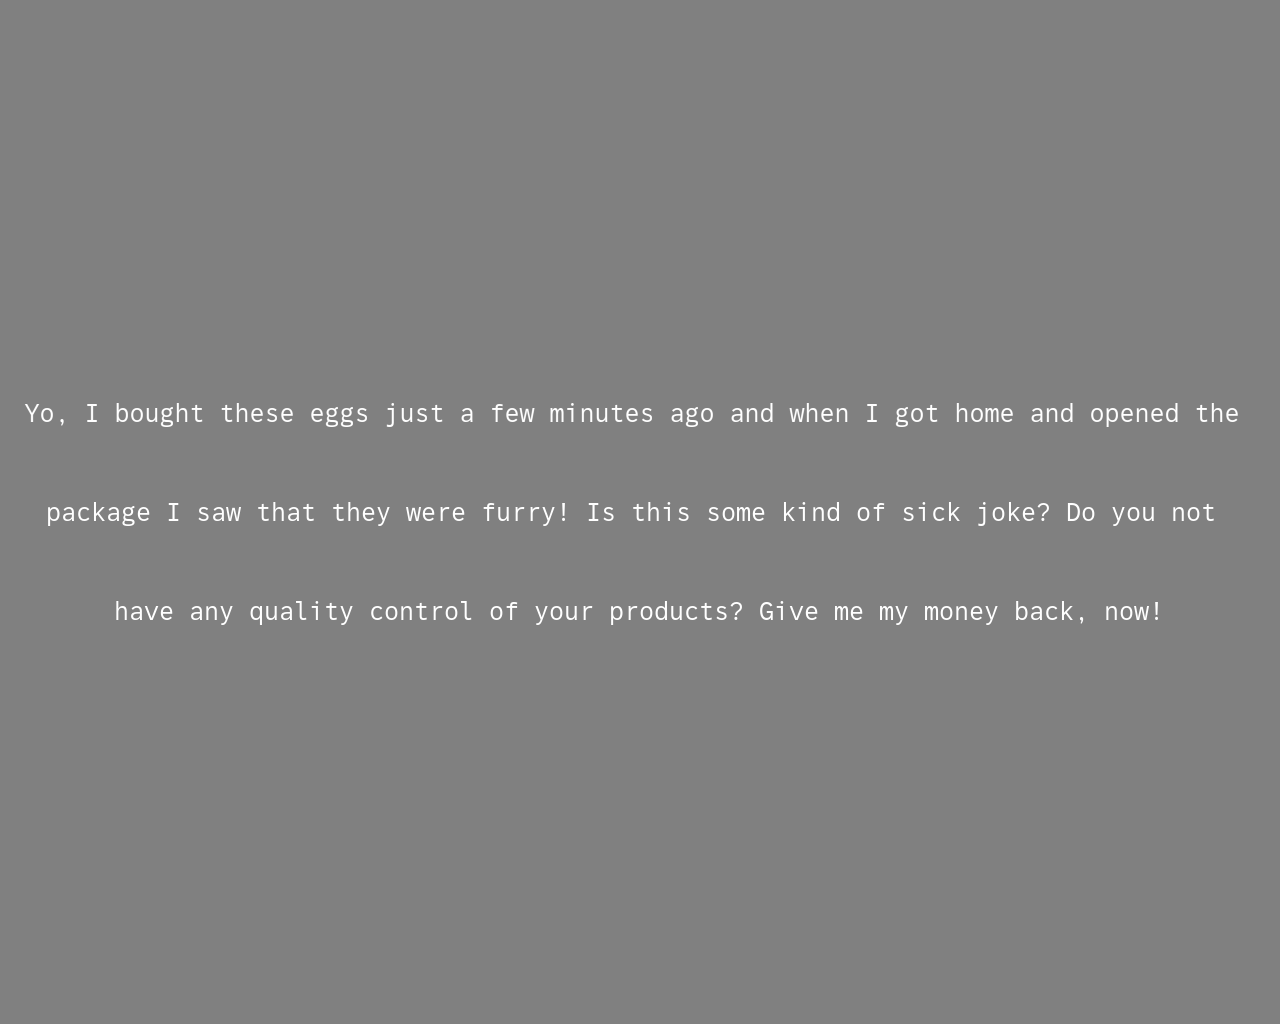 Yo, I bought these eggs just a few minutes ago and when I got home and opened the
package I saw that they were furry! Is this some kind of sick joke? Do you not
have any quality control of your products? Give me my money back, now!